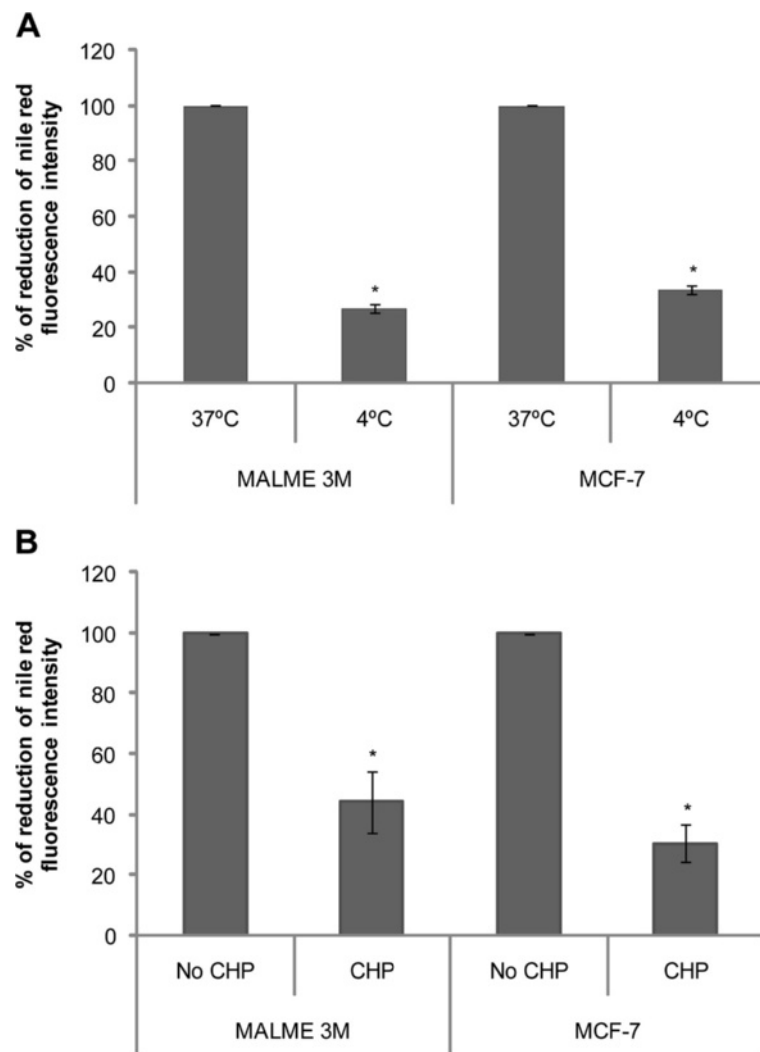 A
% of reduction of nile red
fluorescence intensity
120
100
80
60
40
20
0
*
*
37ºC
4ºC
37ºC
4ºC
MALME 3M
MCF-7
B
% of reduction of nile red
fluorescence intensity
120
100
80
60
40
20
0
*
*
No CHP
CHP
No CHP
CHP
MALME 3M
MCF-7